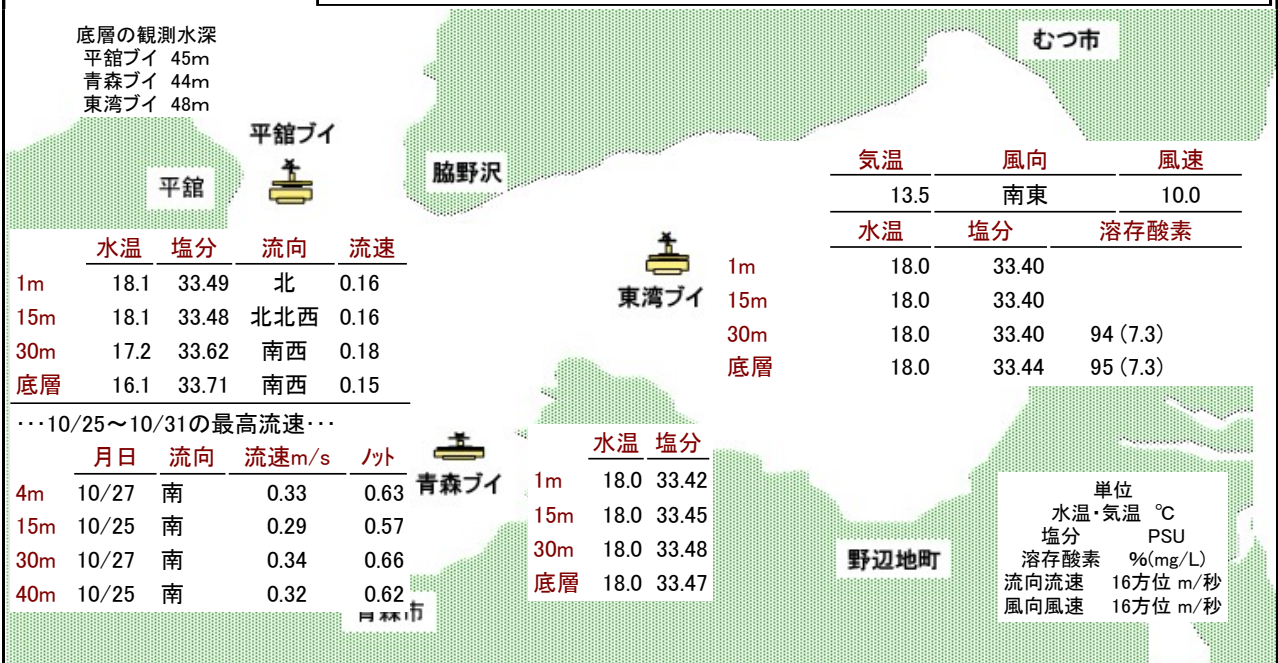 底層の観測水深
平舘ブイ 45m
青森ブイ 44m
東湾ブイ 48m
むつ市
平舘ブイ
脇野沢
平舘
気温 風向 風速
13.5 南東 10.0
水温 塩分 溶存酸素
1m 18.0 33.40
15m 18.0 33.40
30m 18.0 33.40 94 (7.3)
底層 18.0 33.44 95 (7.3)
東湾ブイ
水温 塩分 流向 流速
1m 18.1 33.49 北 0.16
15m 18.1 33.48 北北西 0.16
30m 17.2 33.62 南西 0.18
底層 16.1 33.71 南西 0.15
･･･10/25～10/31の最高流速･･･
月日 流向 流速m/s ﾉｯﾄ
4m 10/27 南 0.33 0.63
15m 10/25 南 0.29 0.57
30m 10/27 南 0.34 0.66
40m 10/25 南 0.32 0.62
青森ブイ
水温 塩分
1m 18.0 33.42
15m 18.0 33.45
30m 18.0 33.48
底層 18.0 33.47
青森市
野辺地町
単位
水温･気温 ℃
塩分 PSU
溶存酸素 %(mg/L)
流向流速 16方位 m/秒
風向風速 16方位 m/秒